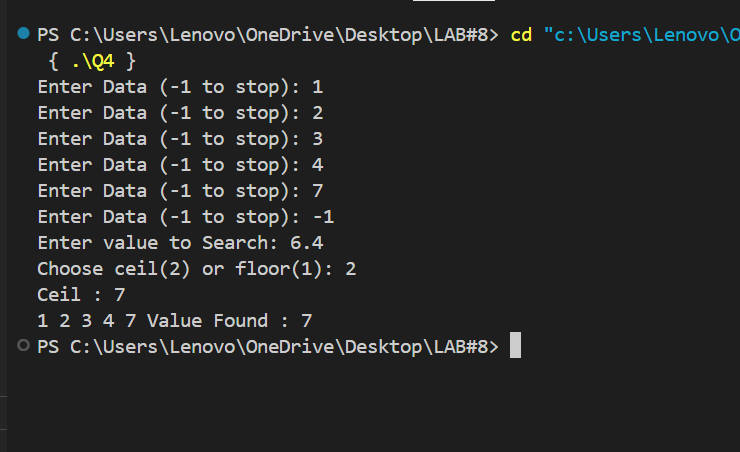 PS C:\Users\Lenovo\OneDrive\Desktop\LAB#8> cd "c:\Users\Lenovo\O
{ .\Q4 }
Enter Data (-1 to stop): 1
Enter Data (-1 to stop): 2
Enter Data (-1 to stop): 3
Enter Data (-1 to stop): 4
Enter Data (-1 to stop): 7
Enter Data (-1 to stop): -1
Enter value to Search: 6.4
Choose ceil(2) or floor(1): 2
Ceil : 7
1 2 3 4 7 Value Found : 7
PS C:\Users\Lenovo\OneDrive\Desktop\LAB#8>